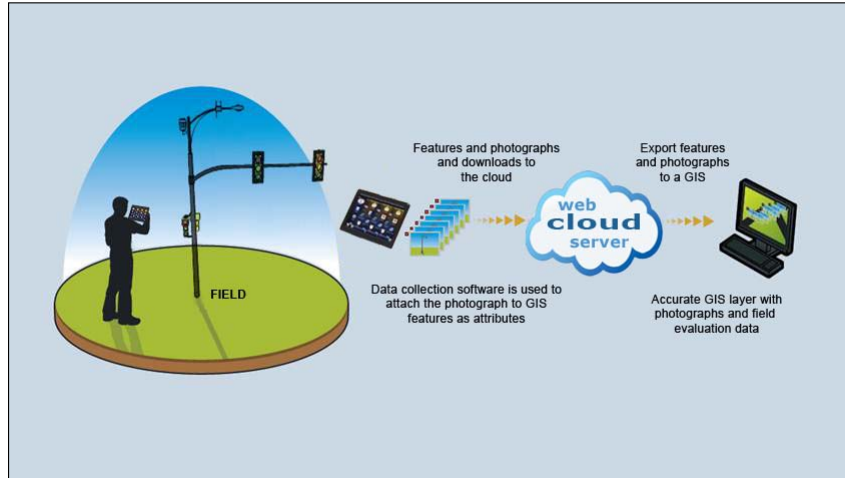 Features and photographs
and downloads to
the cloud
Export features
and photographs
to a GIS
web
cloud
server
FIELD
Data collection software is used to
attach the photograph to GIS
features as attributes
Accurate GIS layer with
photographs and field
evaluation data